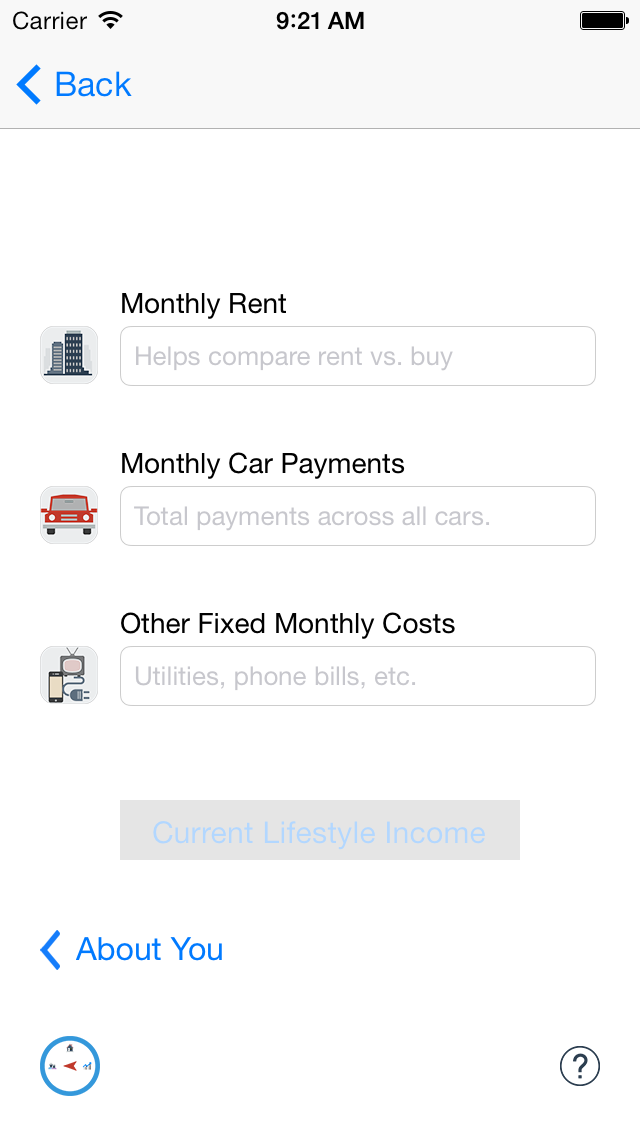 Carrier 9:21 AM
Back
Monthly Rent
Helps compare rent vs. buy
Monthly Car Payments
Total payments across all cars.
Other Fixed Monthly Costs
Utilities, phone bills, etc.
Current Lifestyle Income
About You
?